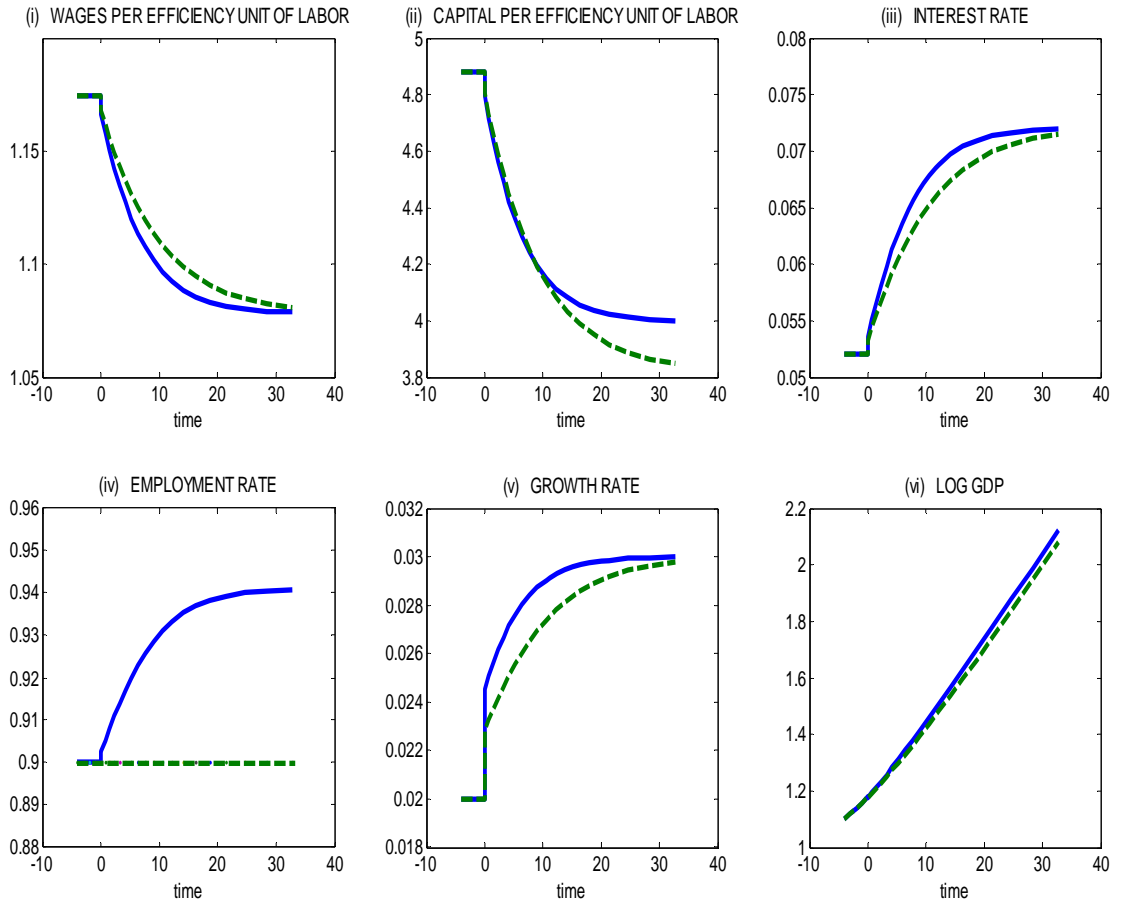 (i) WAGES PER EFFICIENCY UNIT OF LABOR
1.15
1.1
1.05
-10 0 10 20 30 40
time
(ii) CAPITAL PER EFFICIENCY UNIT OF LABOR
5
4.8
4.6
4.4
4.2
4
3.8
-10 0 10 20 30 40
time
(iii) INTEREST RATE
0.08
0.075
0.07
0.065
0.06
0.055
0.05
-10 0 10 20 30 40
time
(iv) EMPLOYMENT RATE
0.96
0.95
0.94
0.93
0.92
0.91
0.9
0.89
0.88
-10 0 10 20 30 40
time
(v) GROWTH RATE
0.032
0.03
0.028
0.026
0.024
0.022
0.02
0.018
-10 0 10 20 30 40
time
(vi) LOG GDP
2.2
2
1.8
1.6
1.4
1.2
1
-10 0 10 20 30 40
time